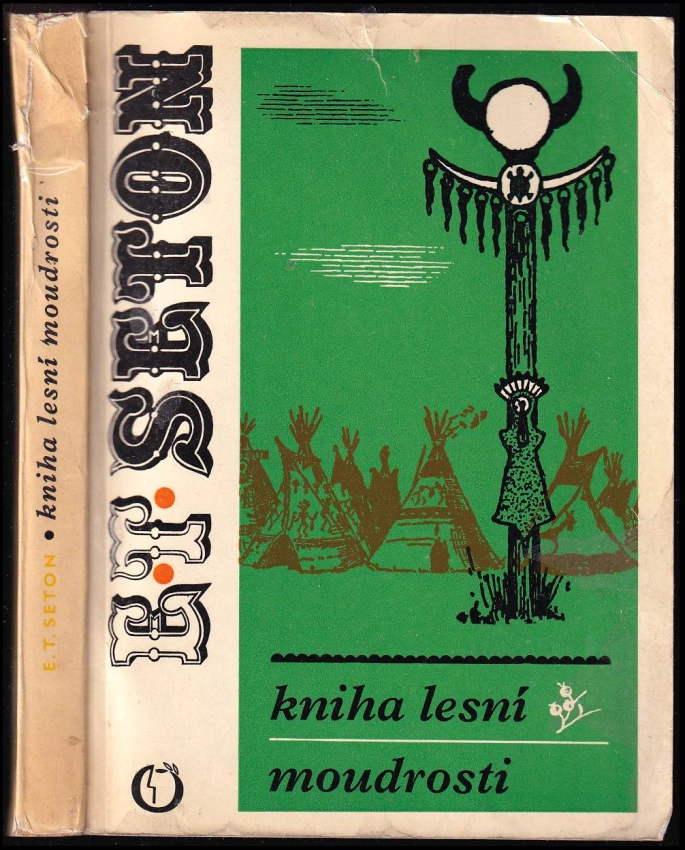 E. T. SETON • kniha lesní moudrosti
E.T. SETON
kniha lesní
moudrosti